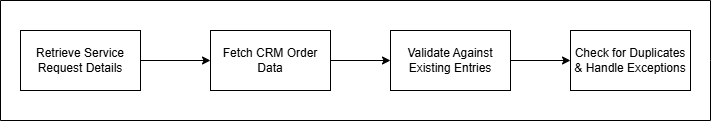 Retrieve Service
Request Details
Fetch CRM Order
Data
Validate Against
Existing Entries
Check for Duplicates
& Handle Exceptions